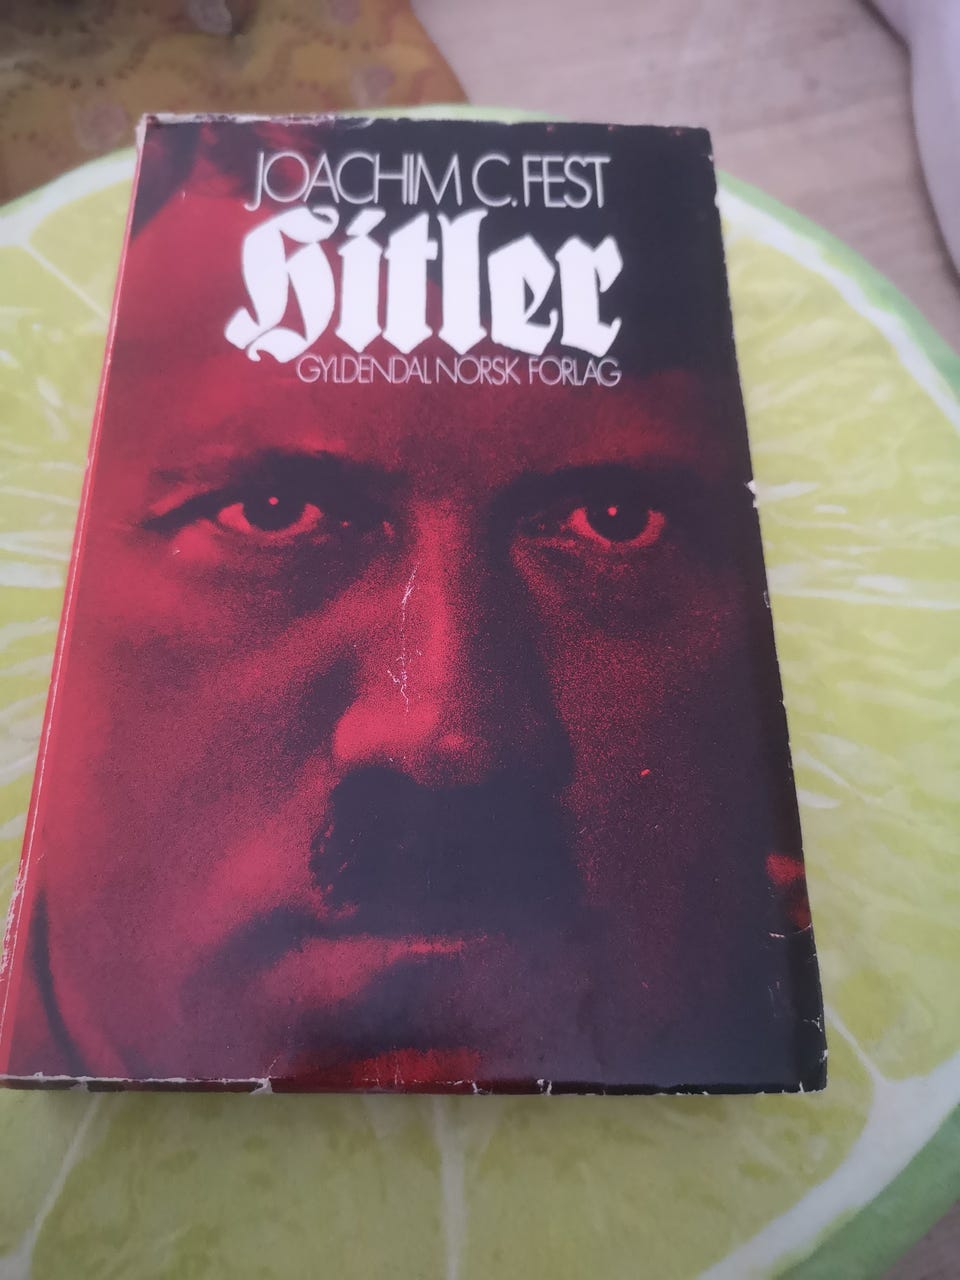 JOACHIM C. FEST
Hitler
GYLDENDAL NORSK FORLAG